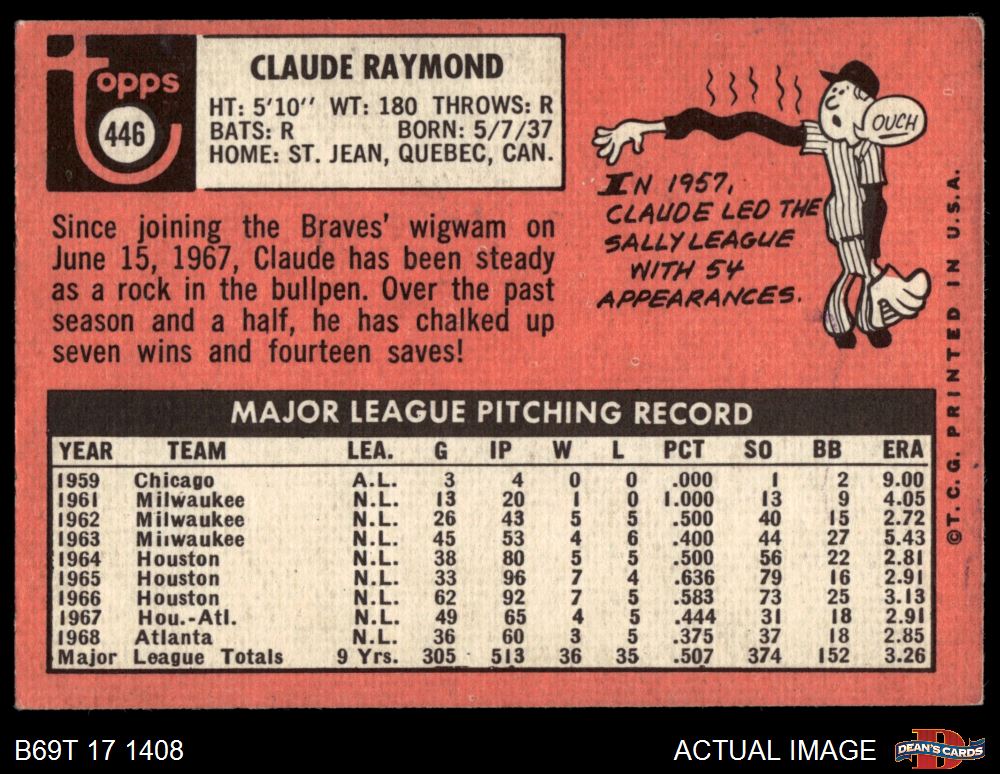 topps
446
CLAUDE RAYMOND
HT: 5'10'' WT: 180 THROWS: R
BATS: R BORN: 5/7/37
HOME: ST. JEAN, QUEBEC, CAN.
Since joining the Braves' wigwam on
June 15, 1967, Claude has been steady
as a rock in the bullpen. Over the past
season and a half, he has chalked up
seven wins and fourteen saves!
OUCH
IN 1957,
CLAUDE LED THE
SALLY LEAGUE
WITH 54
APPEARANCES.
MAJOR LEAGUE PITCHING RECORD
YEAR TEAM LEA. G IP W L PCT SO BB ERA
1959 Chicago A.L. 3 4 0 0 .000 1 2 9.00
1961 Milwaukee N.L. 13 20 1 0 1.000 13 9 4.05
1962 Milwaukee N.L. 26 43 5 5 .500 40 15 2.72
1963 Milwaukee N.L. 45 53 4 6 .400 44 27 5.43
1964 Houston N.L. 38 80 5 5 .500 56 22 2.81
1965 Houston N.L. 33 96 7 4 .636 79 16 2.91
1966 Houston N.L. 62 92 7 5 .583 73 25 3.13
1967 Hou.-Atl. N.L. 49 65 4 5 .444 31 18 2.91
1968 Atlanta N.L. 36 60 3 5 .375 37 18 2.85
Major League Totals 9 Yrs. 305 513 36 35 .507 374 152 3.26
©T.C.G. PRINTED IN U.S.A.
B69T 17 1408
ACTUAL IMAGE
DEAN'S CARDS